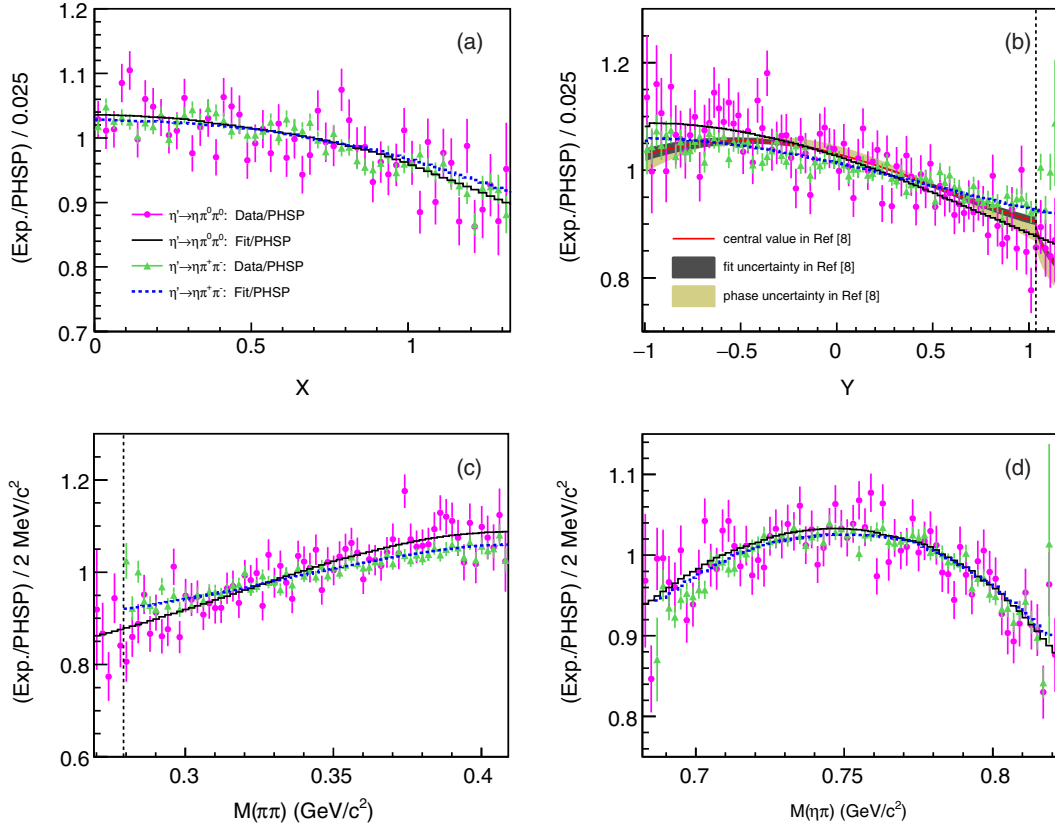 (a)
(Exp./PHSP) / 0.025
1.2
1.1
1.0
0.9
0.8
0.7
η'→ηπ⁰π⁰: Data/PHSP
η'→ηπ⁰π⁰: Fit/PHSP
η'→ηπ⁺π⁻: Data/PHSP
η'→ηπ⁺π⁻: Fit/PHSP
0 0.5 1
X
(b)
(Exp./PHSP) / 0.025
1.2
1.0
0.8
central value in Ref [8]
fit uncertainty in Ref [8]
phase uncertainty in Ref [8]
−1 −0.5 0 0.5 1
Y
(c)
(Exp./PHSP) / 2 MeV/c²
1.2
1.0
0.8
0.6
0.3 0.35 0.4
M(ππ) (GeV/c²)
(d)
(Exp./PHSP) / 2 MeV/c²
1.1
1.0
0.9
0.8
0.7 0.75 0.8
M(ηπ) (GeV/c²)